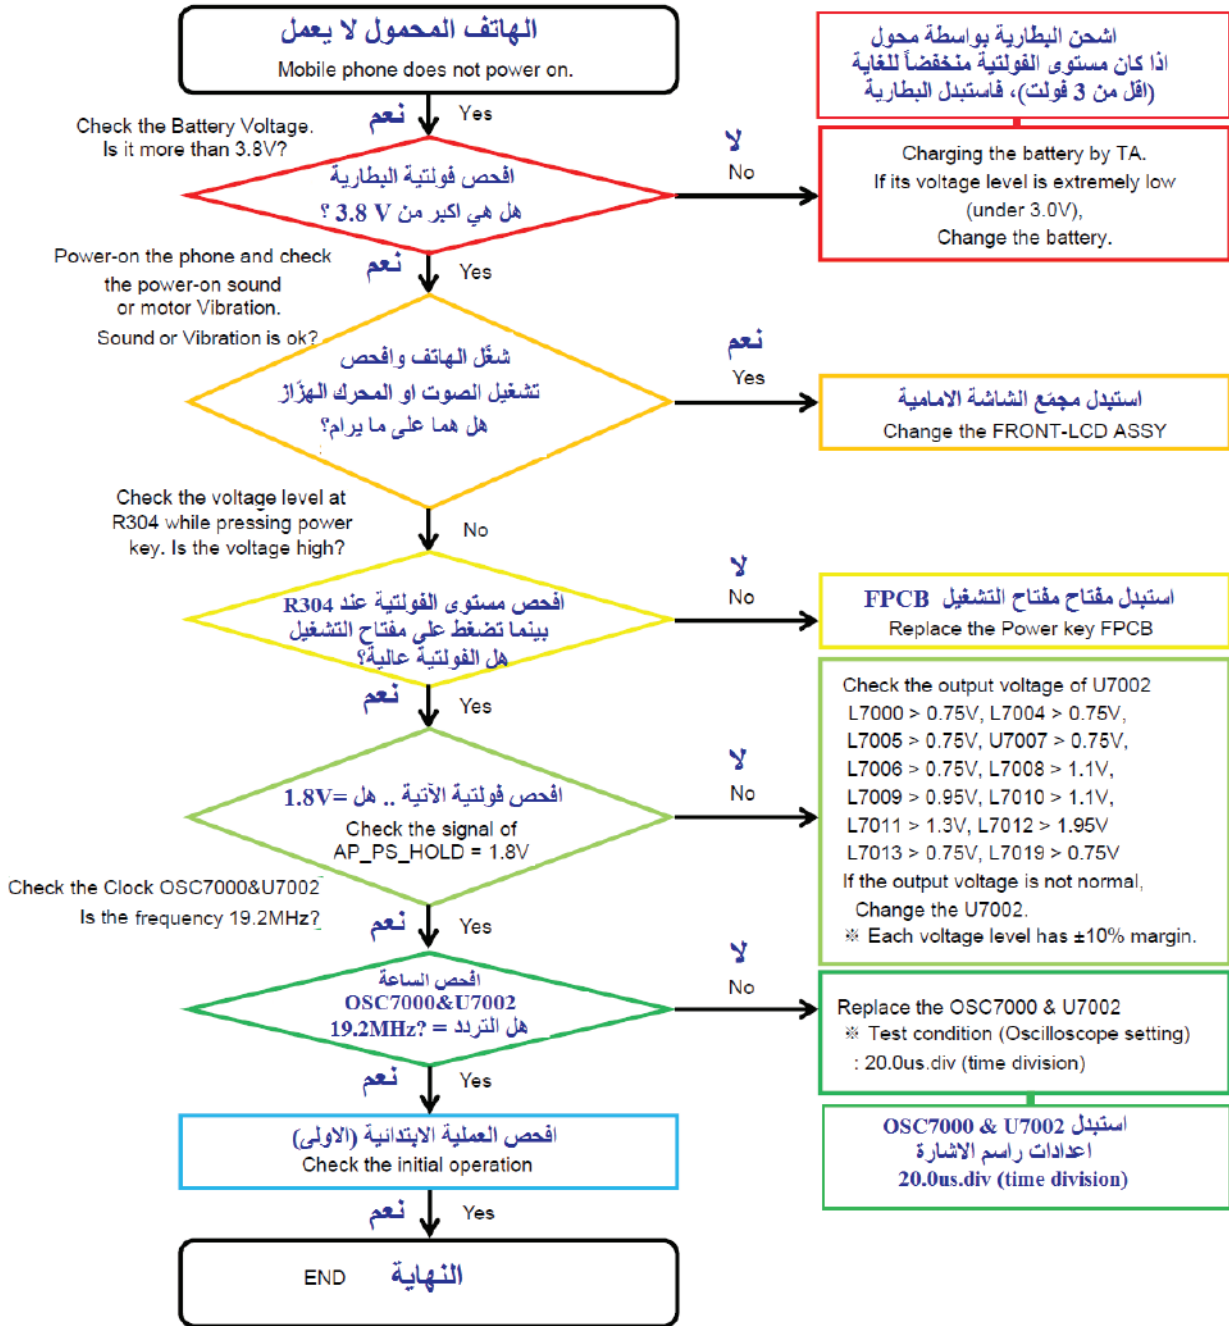 الهاتف المحمول لا يعمل
Mobile phone does not power on.
نعم
Yes
اشحن البطارية بواسطة محول
اذا كان مستوى الفولتية منخفضاً للغاية
(اقل من 3 فولت)، فاستبدل البطارية
Check the Battery Voltage.
Is it more than 3.8V?
افحص فولتية البطارية
هل هي اكبر من 3.8 V ؟
لا
No
Charging the battery by TA.
If its voltage level is extremely low
(under 3.0V),
Change the battery.
نعم
Yes
Power-on the phone and check
the power-on sound
or motor Vibration.
Sound or Vibration is ok?
شغّل الهاتف وافحص
تشغيل الصوت او المحرك الهزّاز
هل هما على ما يرام؟
نعم
Yes
استبدل مجمّع الشاشة الامامية
Change the FRONT-LCD ASSY
No
Check the voltage level at
R304 while pressing power
key. Is the voltage high?
افحص مستوى الفولتية عند R304
بينما تضغط على مفتاح التشغيل
هل الفولتية عالية؟
لا
No
استبدل مفتاح مفتاح التشغيل FPCB
Replace the Power key FPCB
نعم
Yes
افحص فولتية الآتية .. هل =1.8V
Check the signal of
AP_PS_HOLD = 1.8V
لا
No
Check the output voltage of U7002
L7000 > 0.75V, L7004 > 0.75V,
L7005 > 0.75V, U7007 > 0.75V,
L7006 > 0.75V, L7008 > 1.1V,
L7009 > 0.95V, L7010 > 1.1V,
L7011 > 1.3V, L7012 > 1.95V
L7013 > 0.75V, L7019 > 0.75V
If the output voltage is not normal,
Change the U7002.
※ Each voltage level has ±10% margin.
نعم
Yes
Check the Clock OSC7000&U7002
Is the frequency 19.2MHz?
افحص الساعة
OSC7000&U7002
هل التردد = 19.2MHz?
لا
No
Replace the OSC7000 & U7002
※ Test condition (Oscilloscope setting)
: 20.0us.div (time division)
استبدل OSC7000 & U7002
اعدادات راسم الاشارة
20.0us.div (time division)
نعم
Yes
افحص العملية الابتدائية (الاولى)
Check the initial operation
نعم
Yes
END النهاية